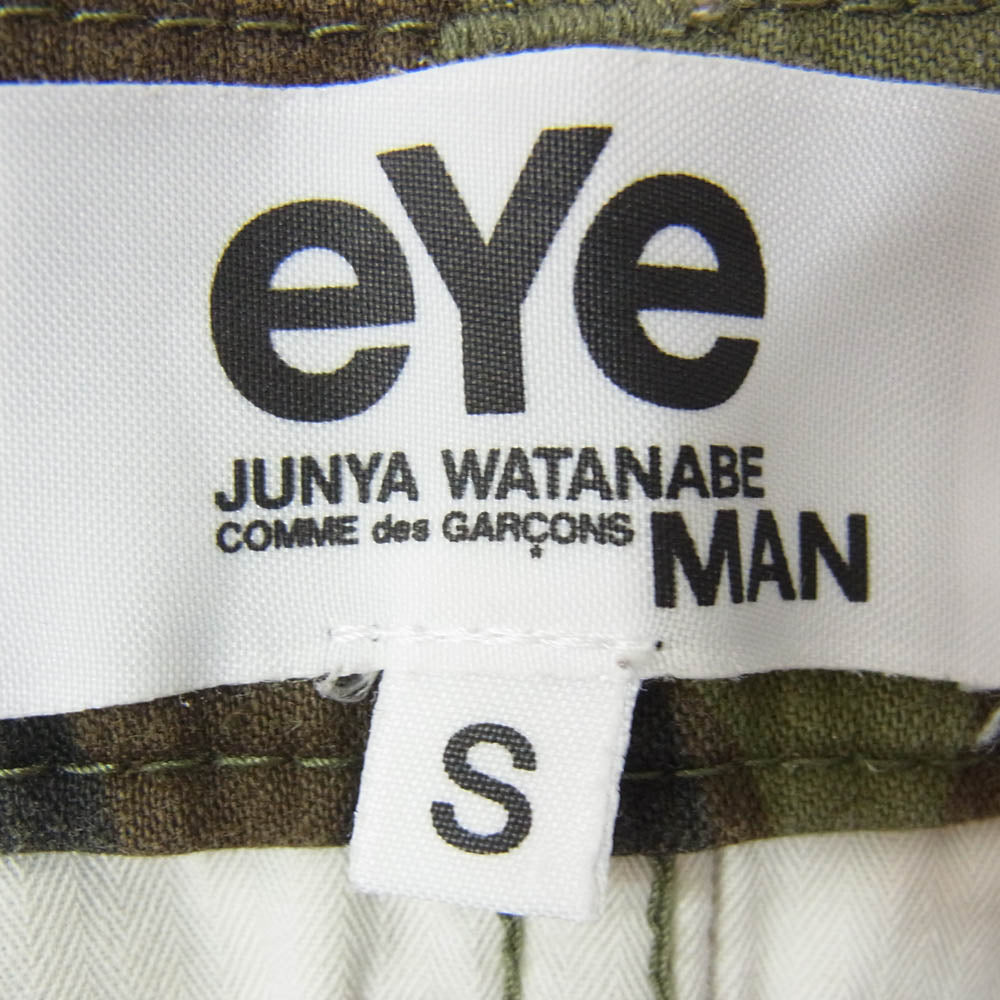 eYe
JUNYA WATANABE
COMME des GARÇONS MAN
S